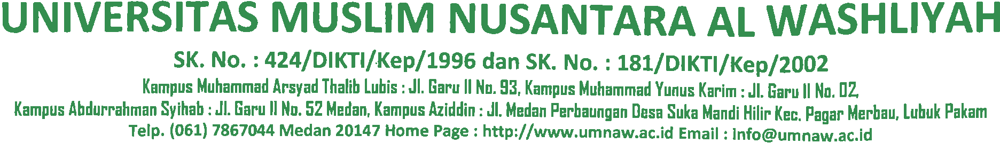 UNIVERSITAS MUSLIM NUSANTARA AL WASHLIYAH
SK. No. : 424/DIKTI/Kep/1996 dan SK. No. : 181/DIKTI/Kep/2002
Kampus Muhammad Arsyad Thalib Lubis : Jl. Garu II No. 93, Kampus Muhammad Yunus Karim : Jl. Garu II No. 02,
Kampus Abdurrahman Syihab : Jl. Garu II No. 52 Medan, Kampus Aziddin : Jl. Medan Perbaungan Desa Suka Mandi Hilir Kec. Pagar Merbau, Lubuk Pakam
Telp. (061) 7867044 Medan 20147 Home Page : http://www.umnaw.ac.id Email : Info@umnaw.ac.id